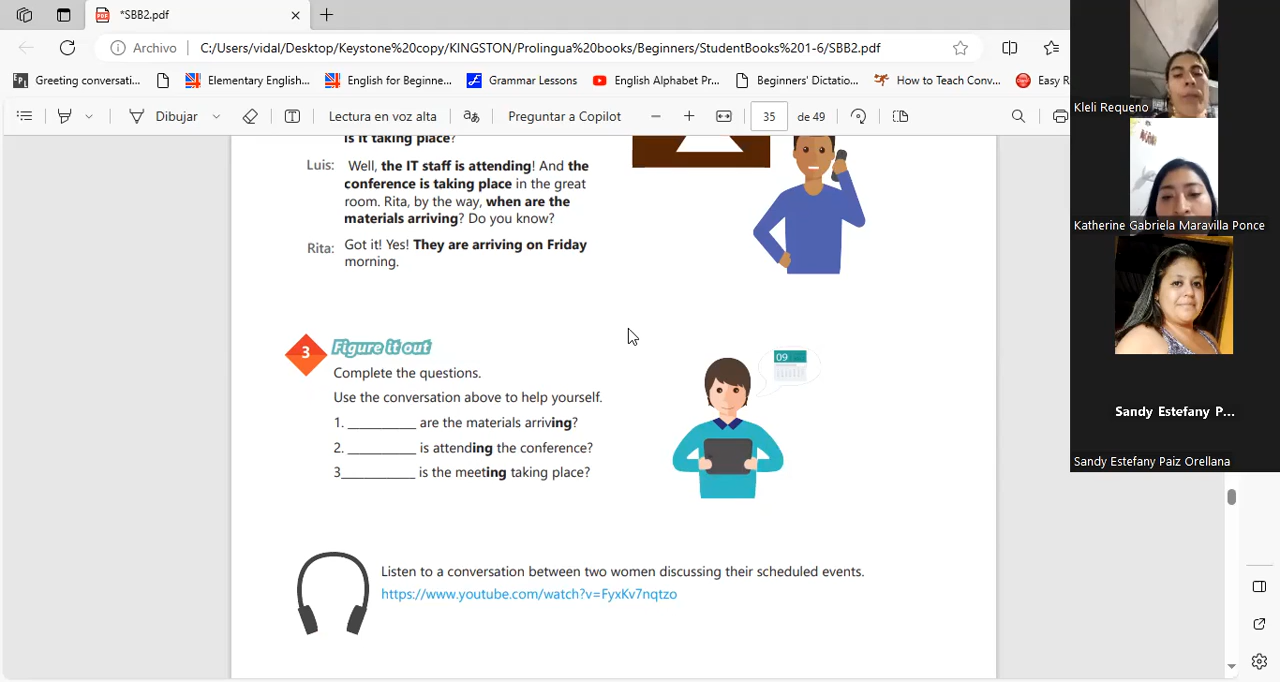 *SBB2.pdf
Archivo
C:/Users/vidal/Desktop/Keystone%20copy/KINGSTON/Prolingua%20books/Beginners/StudentBooks%201-6/SBB2.pdf
Greeting conversati...
Elementary English...
English for Beginne...
Grammar Lessons
English Alphabet Pr...
Beginners' Dictatio...
How to Teach Conv...
Easy R
Dibujar
Lectura en voz alta
aあ
Preguntar a Copilot
35
de 49
is it taking place?
Luis: Well, the IT staff is attending! And the
conference is taking place in the great
room. Rita, by the way, when are the
materials arriving? Do you know?
Rita: Got it! Yes! They are arriving on Friday
morning.
3
Figure it out
Complete the questions.
Use the conversation above to help yourself.
1. __________ are the materials arriving?
2. __________ is attending the conference?
3___________ is the meeting taking place?
09
Listen to a conversation between two women discussing their scheduled events.
https://www.youtube.com/watch?v=FyxKv7nqtzo
Kleli Requeno
Katherine Gabriela Maravilla Ponce
Sandy Estefany P...
Sandy Estefany Paiz Orellana